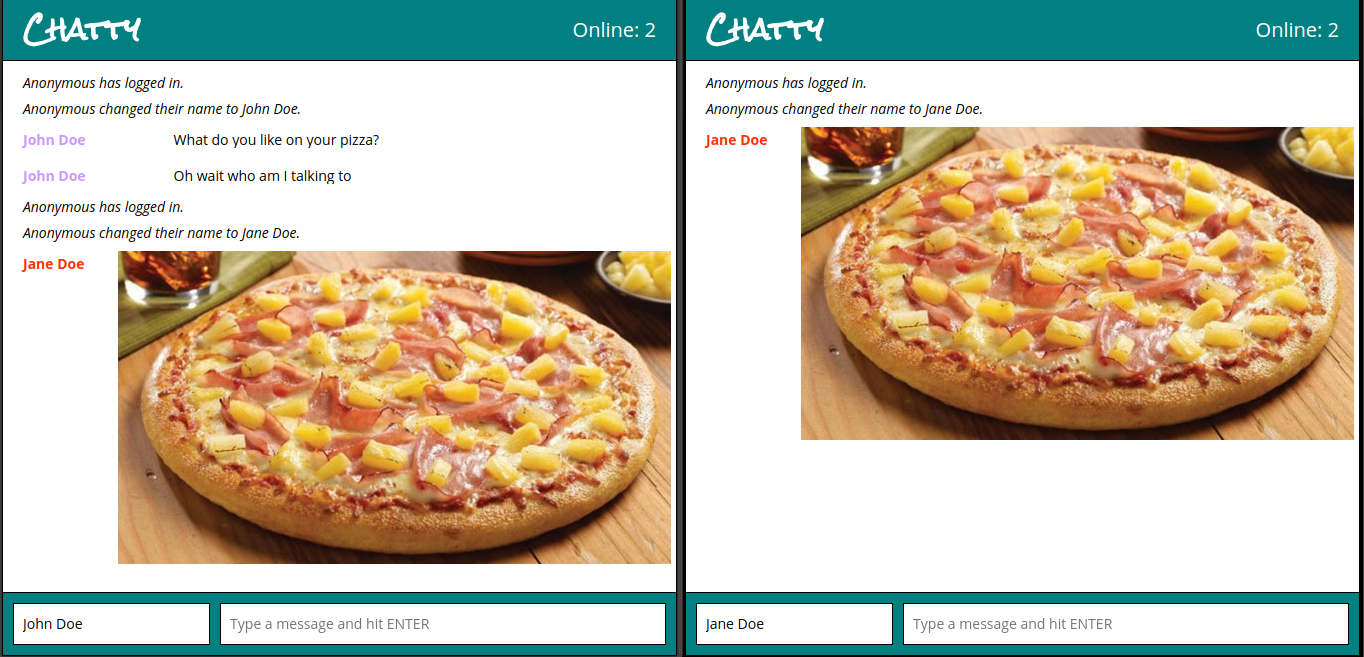 Chatty
Online: 2
Anonymous has logged in.
Anonymous changed their name to John Doe.
John Doe What do you like on your pizza?
John Doe Oh wait who am I talking to
Anonymous has logged in.
Anonymous changed their name to Jane Doe.
Jane Doe
John Doe
Type a message and hit ENTER
Chatty
Online: 2
Anonymous has logged in.
Anonymous changed their name to Jane Doe.
Jane Doe
Jane Doe
Type a message and hit ENTER